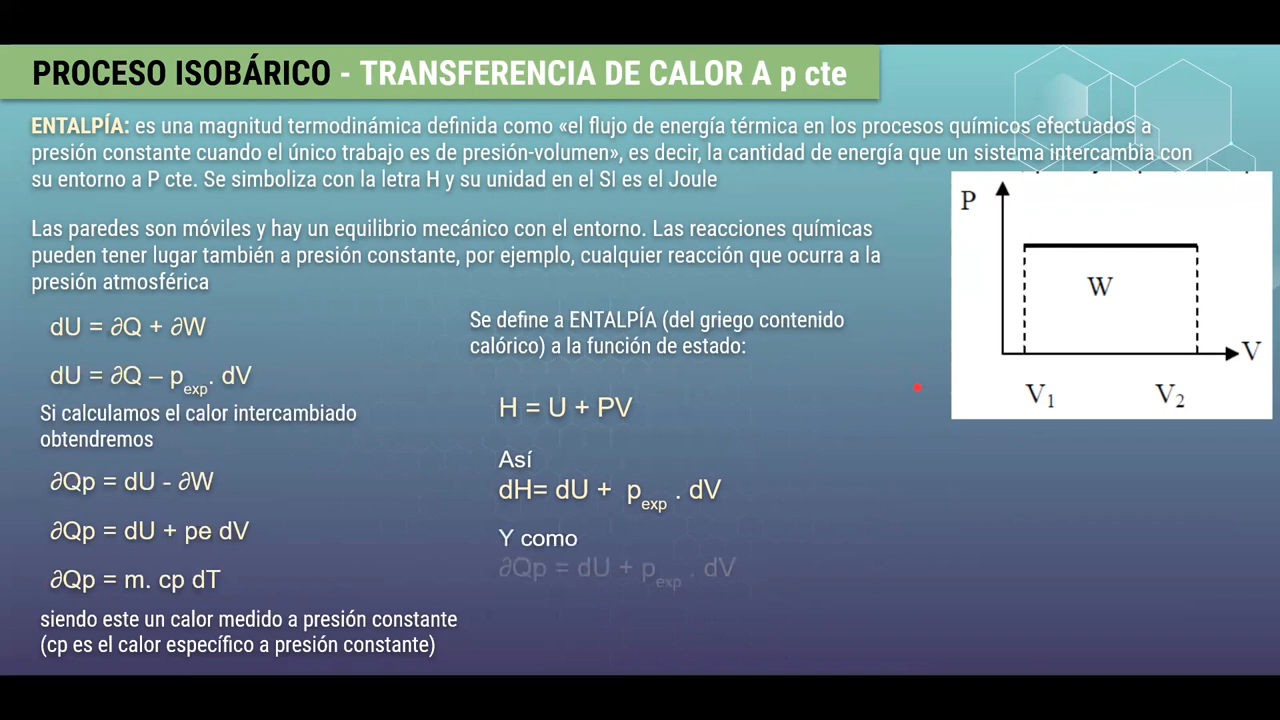 PROCESO ISOBÁRICO - TRANSFERENCIA DE CALOR A p cte
ENTALPÍA: es una magnitud termodinámica definida como «el flujo de energía térmica en los procesos químicos efectuados a
presión constante cuando el único trabajo es de presión-volumen», es decir, la cantidad de energía que un sistema intercambia con
su entorno a P cte. Se simboliza con la letra H y su unidad en el SI es el Joule
Las paredes son móviles y hay un equilibrio mecánico con el entorno. Las reacciones químicas
pueden tener lugar también a presión constante, por ejemplo, cualquier reacción que ocurra a la
presión atmosférica
dU = ∂Q + ∂W
dU = ∂Q – pexp. dV
Si calculamos el calor intercambiado
obtendremos
∂Qp = dU - ∂W
∂Qp = dU + pe dV
∂Qp = m. cp dT
siendo este un calor medido a presión constante
(cp es el calor específico a presión constante)
Se define a ENTALPÍA (del griego contenido
calórico) a la función de estado:
H = U + PV
Así
dH= dU + pexp . dV
Y como
∂Qp = dU + pexp . dV
P
W
V
V1 V2